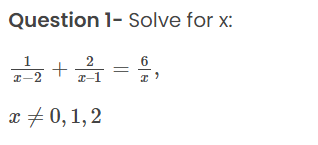 Question 1- Solve for x:
1/(x−2) + 2/(x−1) = 6/x,
x ≠ 0, 1, 2